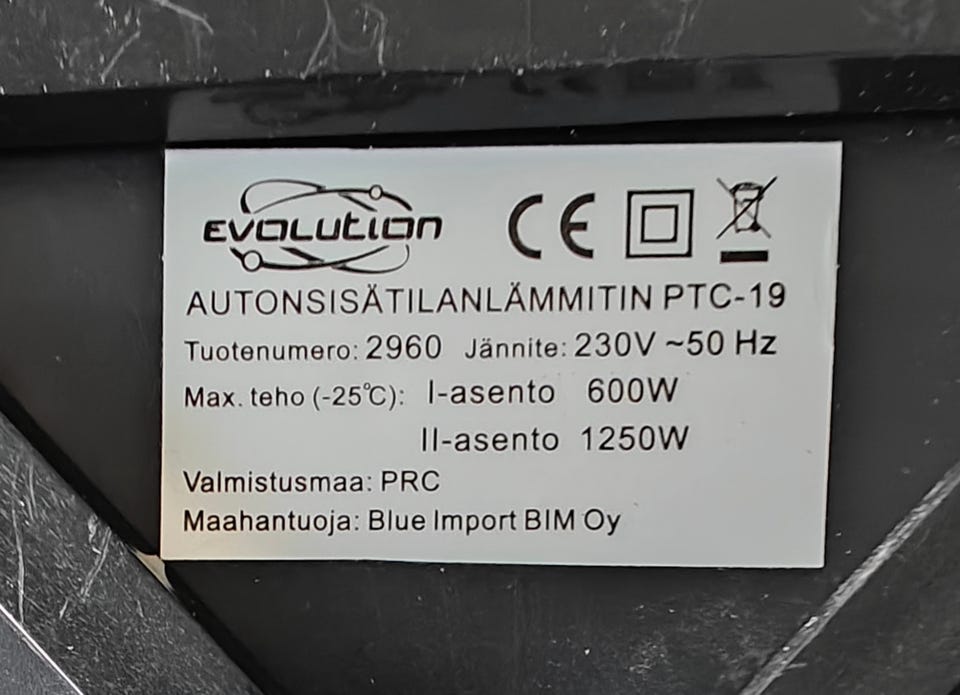 EVOLUTION CE
AUTONSISÄTILANLÄMMITIN PTC-19
Tuotenumero: 2960 Jännite: 230V ~50 Hz
Max. teho (-25℃): I-asento 600W
II-asento 1250W
Valmistusmaa: PRC
Maahantuoja: Blue Import BIM Oy